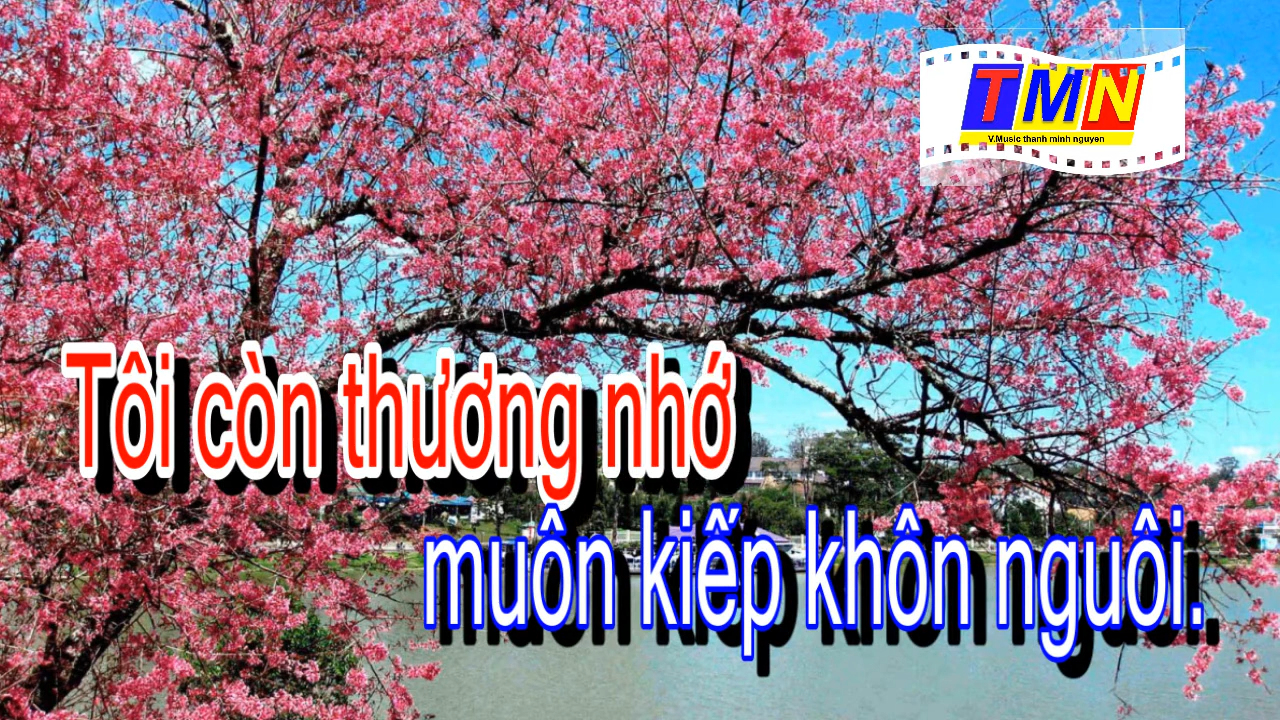 TMN
V.Music thanh minh nguyen
Tôi còn thương nhớ
muôn kiếp khôn nguôi.